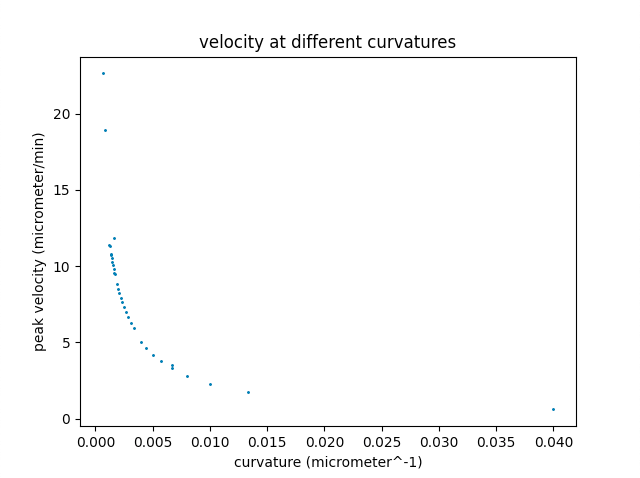 velocity at different curvatures
peak velocity (micrometer/min)
20
15
10
5
0
0.000 0.005 0.010 0.015 0.020 0.025 0.030 0.035 0.040
curvature (micrometer^-1)